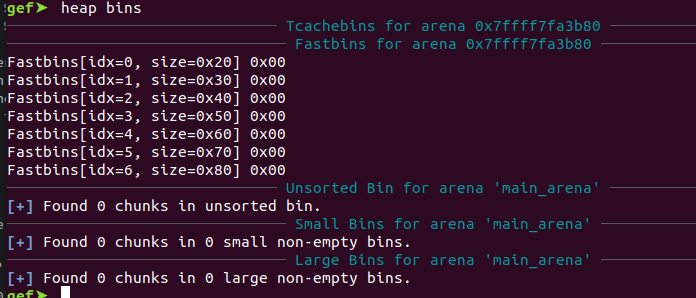 gef➤ heap bins
Tcachebins for arena 0x7ffff7fa3b80
Fastbins for arena 0x7ffff7fa3b80
Fastbins[idx=0, size=0x20] 0x00
Fastbins[idx=1, size=0x30] 0x00
Fastbins[idx=2, size=0x40] 0x00
Fastbins[idx=3, size=0x50] 0x00
Fastbins[idx=4, size=0x60] 0x00
Fastbins[idx=5, size=0x70] 0x00
Fastbins[idx=6, size=0x80] 0x00
Unsorted Bin for arena 'main_arena'
[+] Found 0 chunks in unsorted bin.
Small Bins for arena 'main_arena'
[+] Found 0 chunks in 0 small non-empty bins.
Large Bins for arena 'main_arena'
[+] Found 0 chunks in 0 large non-empty bins.
gef➤